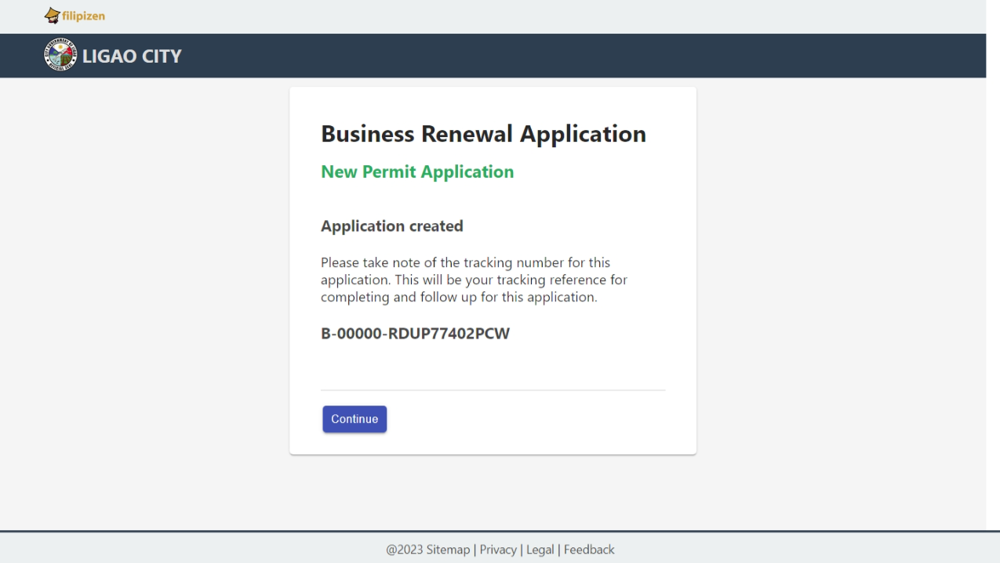 filipizen
LIGAO CITY
Business Renewal Application
New Permit Application
Application created
Please take note of the tracking number for this
application. This will be your tracking reference for
completing and follow up for this application.
B-00000-RDUP77402PCW
Continue
@2023 Sitemap | Privacy | Legal | Feedback